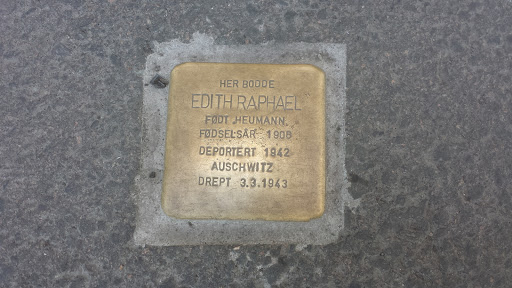 HER BODDE
EDITH RAPHAEL
FØDT HEUMANN
FØDSELSÅR 1908
DEPORTERT 1942
AUSCHWITZ
DREPT 3.3.1943